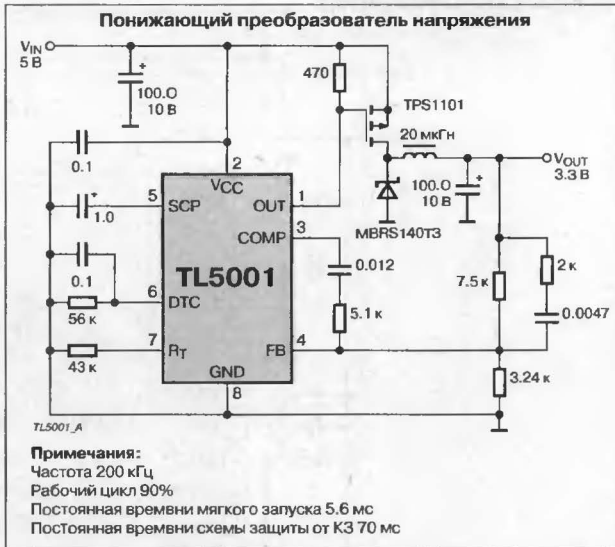 Понижающий преобразователь напряжения
VIN
5 В
100.0
10 В
470
TPS1101
20 мкГн
VOUT
3.3 В
100.0
10 В
MBRS140T3
0.1
2
VCC
5
SCP
OUT
1
1.0
COMP
3
0.012
2 к
7.5 к
0.0047
0.1
TL5001
6
DTC
56 к
5.1 к
7
RT
FB
4
43 к
GND
8
3.24 к
TL5001_A
Примечания:
Частота 200 кГц
Рабочий цикл 90%
Постоянная времвни мягкого запуска 5.6 мс
Постоянная времвни схемы защиты от КЗ 70 мс